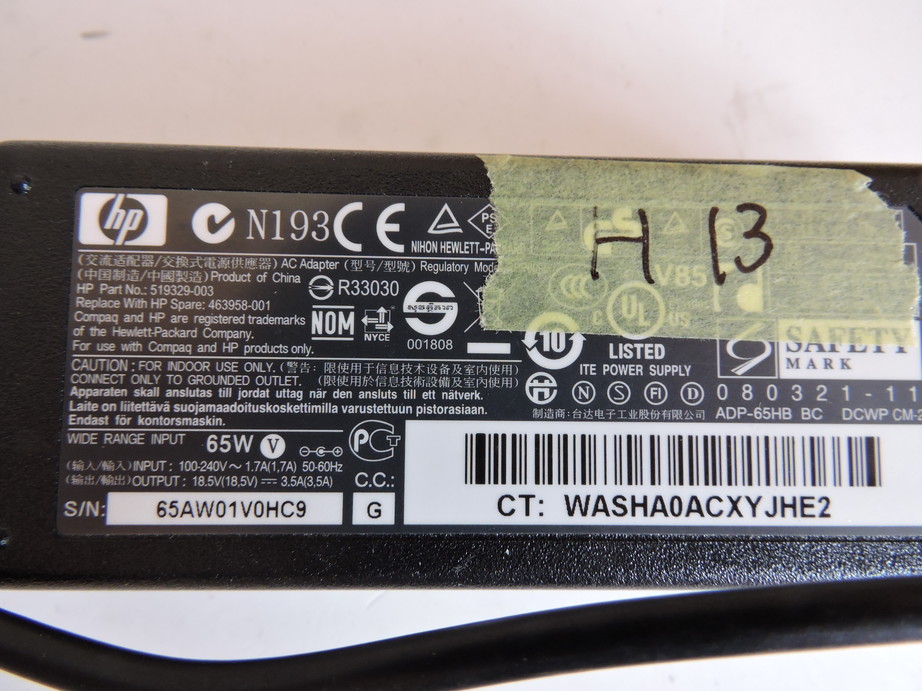 H 13
hp N193 CE
NIHON HEWLETT-PACKARD
(交流适配器/交換式電源供應器) AC Adapter (型号/型號) Regulatory
(中国制造/中國製造) Product of China
HP Part No.: 519329-003
Replace With HP Spare: 463958-001
Compaq and HP are registered trademarks
of the Hewlett-Packard Company.
For use with Compaq and HP products only.
R33030
NOM NYCE
001808
10
UL
LISTED
ITE POWER SUPPLY
SAFETY
MARK
CAUTION: FOR INDOOR USE ONLY. (警告: 限使用于信息技术设备及室内使用)
CONNECT ONLY TO GROUNDED OUTLET. (限使用於信息技術設備及室內使用)
Apparaten skall anslutas till jordat uttag när den ansluts till ett nätverk.
Laite on liitettävä suojamaadoituskoskettimilla varustettuun pistorasiaan.
Endast för kontorsmaskin.
N S F I D 080321-11
制造商: 台达电子工业股份有限公司 ADP-65HB BC DCWP CM-2
WIDE RANGE INPUT 65W V
(输入/輸入) INPUT: 100-240V~ 1.7A(1,7A) 50-60Hz
(输出/輸出) OUTPUT: 18.5V(18,5V) 3.5A(3,5A)
C.C.:
G
S/N: 65AW01V0HC9
CT: WASHA0ACXYJHE2